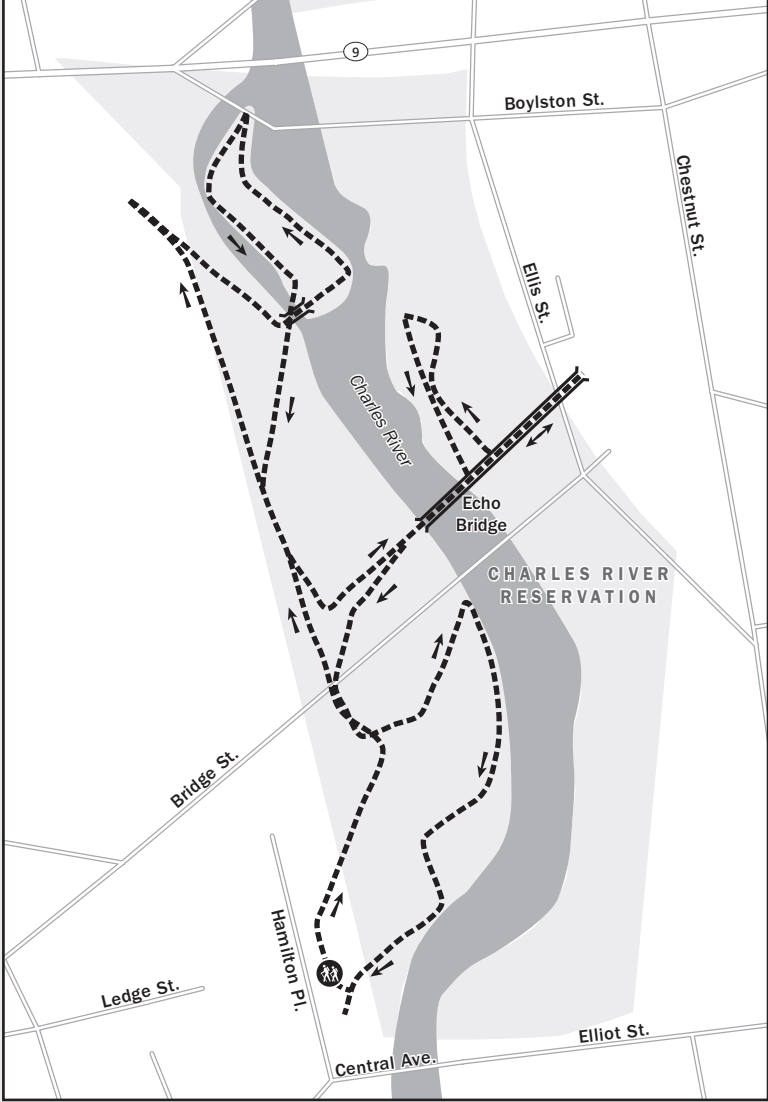 9
Boylston St.
Chestnut St.
Ellis St.
Charles River
Echo
Bridge
CHARLES RIVER
RESERVATION
Bridge St.
Hamilton Pl.
Ledge St.
Elliot St.
Central Ave.